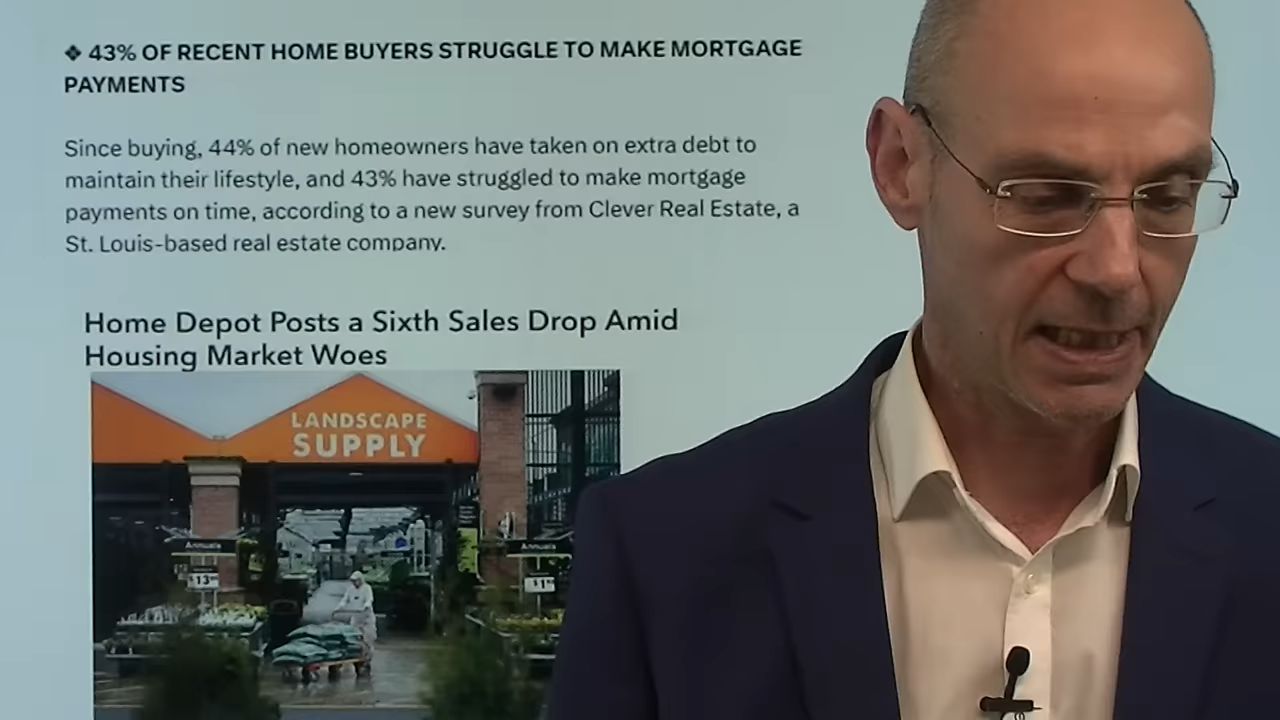 ❖ 43% OF RECENT HOME BUYERS STRUGGLE TO MAKE MORTGAGE
PAYMENTS
Since buying, 44% of new homeowners have taken on extra debt to
maintain their lifestyle, and 43% have struggled to make mortgage
payments on time, according to a new survey from Clever Real Estate, a
St. Louis-based real estate company.
Home Depot Posts a Sixth Sales Drop Amid
Housing Market Woes
LANDSCAPE
SUPPLY
Annuals
Annuals
$13
$1